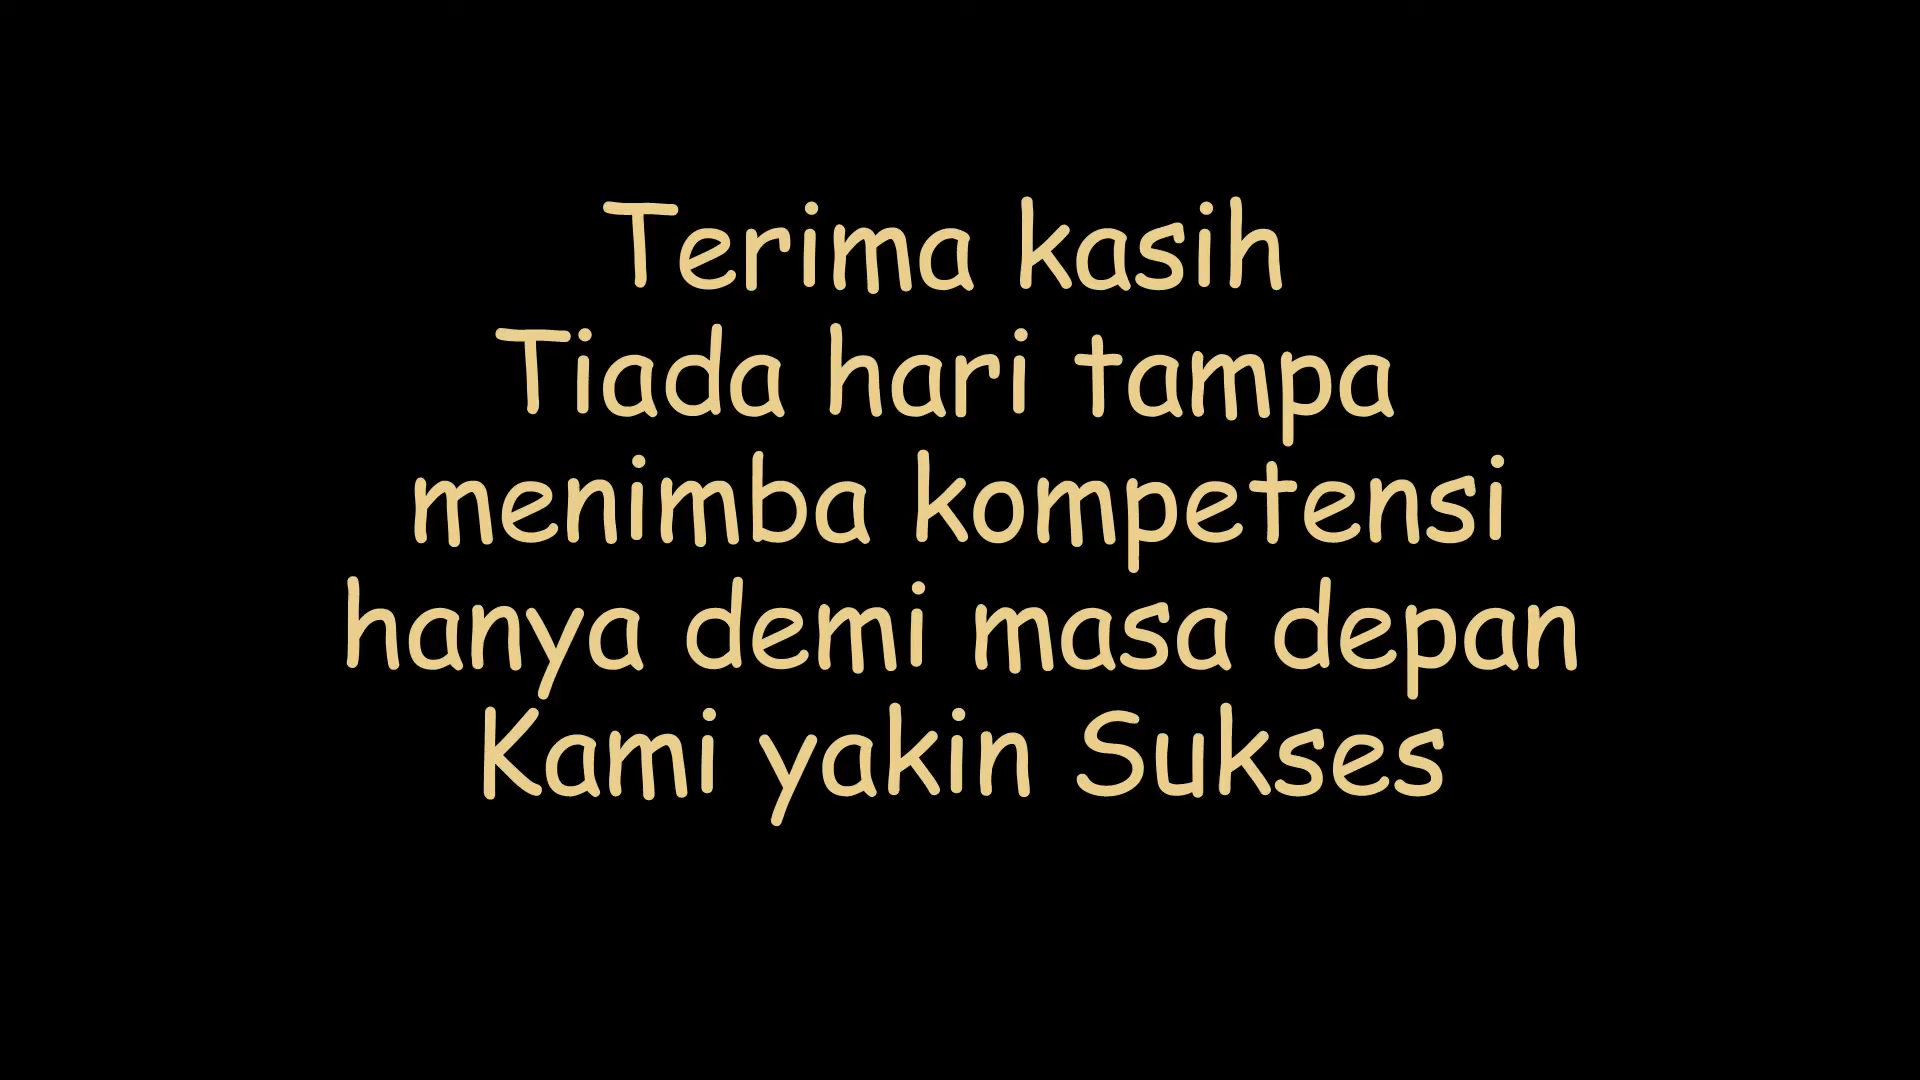 Terima kasih
Tiada hari tampa
menimba kompetensi
hanya demi masa depan
Kami yakin Sukses